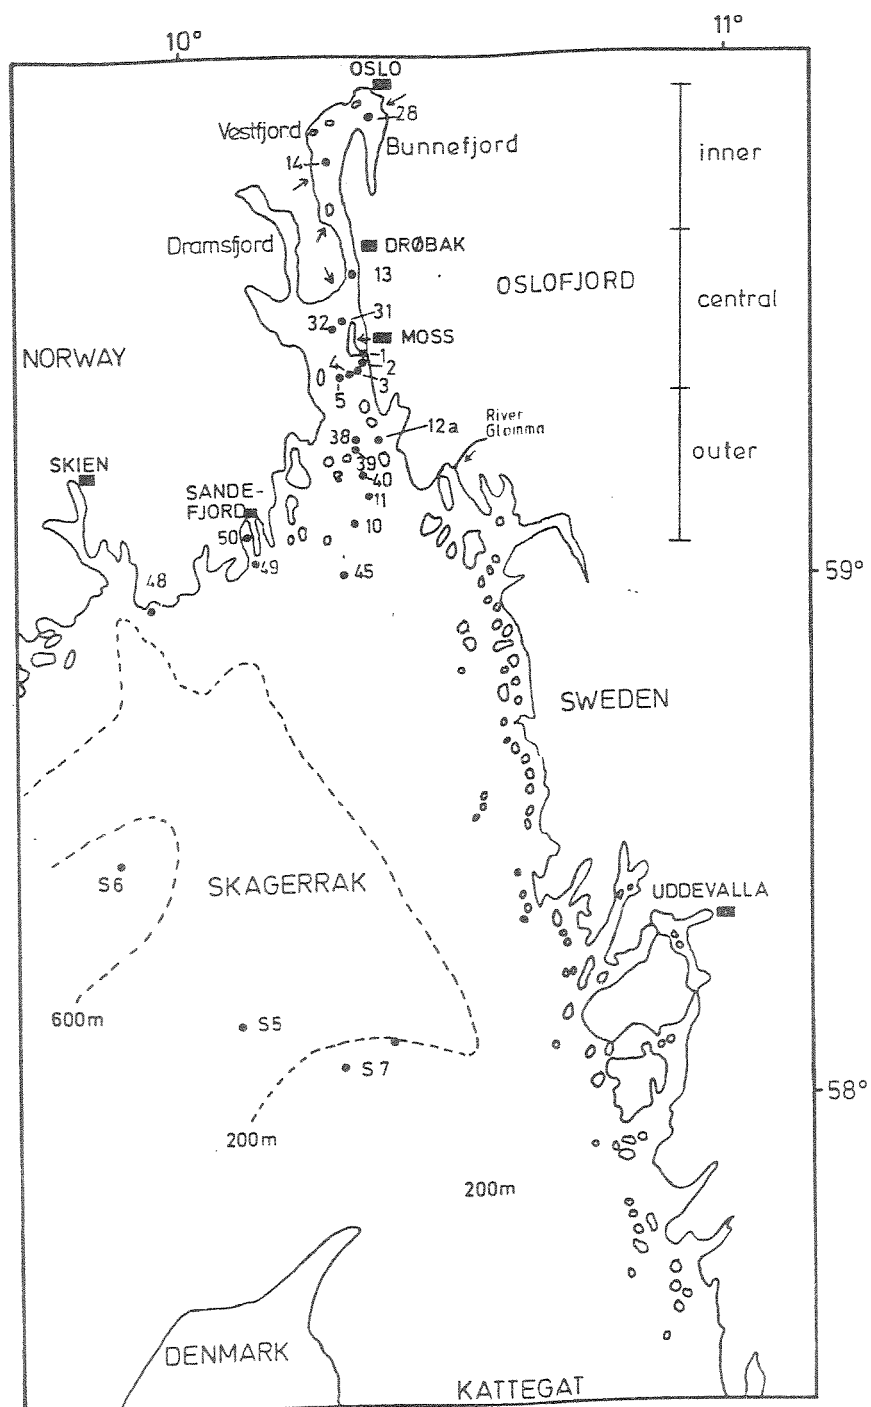 10°
11°
OSLO
28
Vestfjord
Bunnefjord
inner
14
Dramsfjord
DRØBAK
13
OSLOFJORD
central
31
32
MOSS
NORWAY
1
4
2
3
5
12a
River
Glomma
38
outer
39
SKIEN
40
SANDE-
FJORD
11
50
10
49
45
59°
48
SWEDEN
S6
SKAGERRAK
UDDEVALLA
600m
S5
S7
58°
200m
200m
DENMARK
KATTEGAT